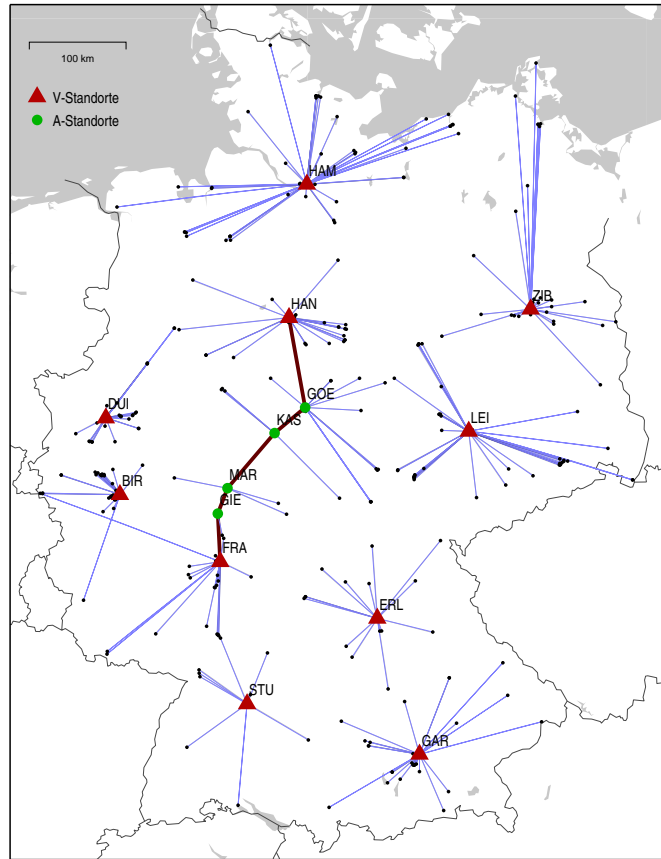 100 km
V-Standorte
A-Standorte
HAM
ZIB
HAN
GOE
DUI
KAS
LEI
MAR
BIR
GIE
FRA
ERL
STU
GAR